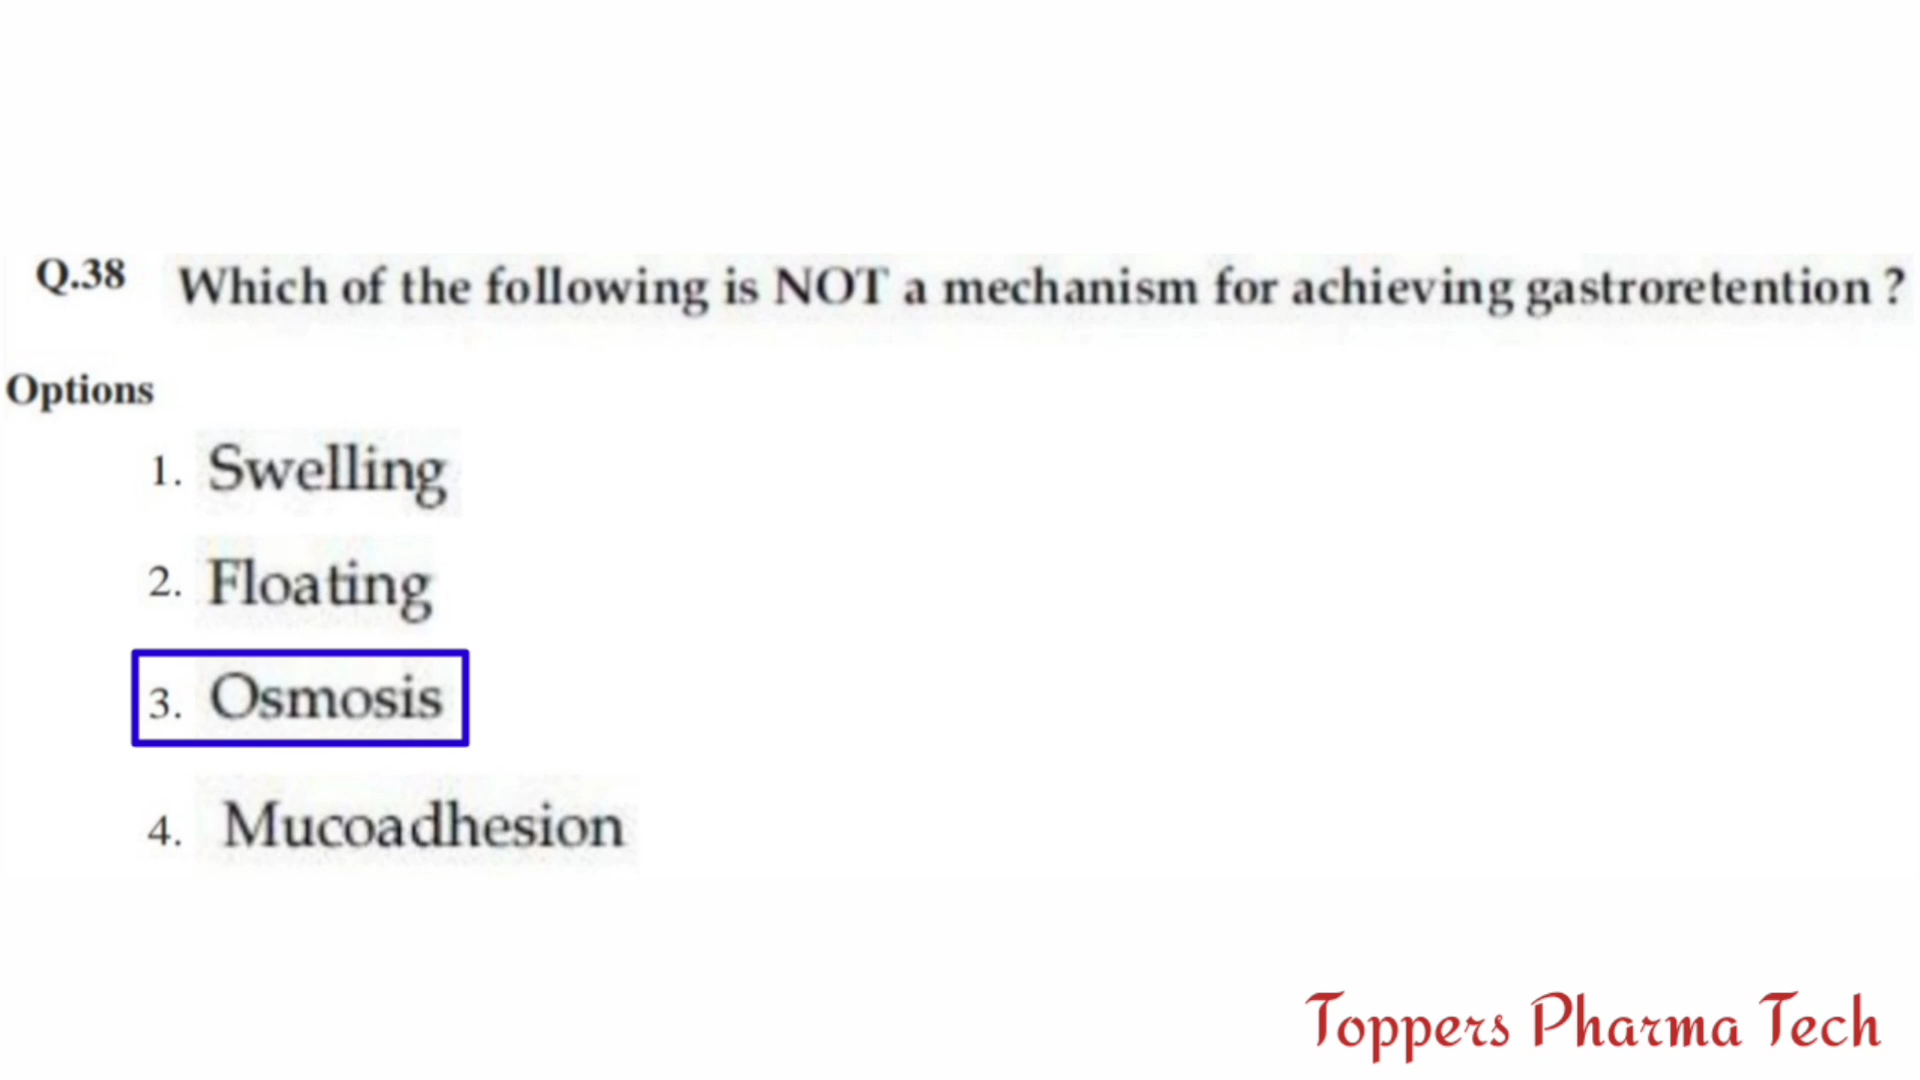 Q.38 Which of the following is NOT a mechanism for achieving gastroretention ?
Options
1. Swelling
2. Floating
3. Osmosis
4. Mucoadhesion
Toppers Pharma Tech